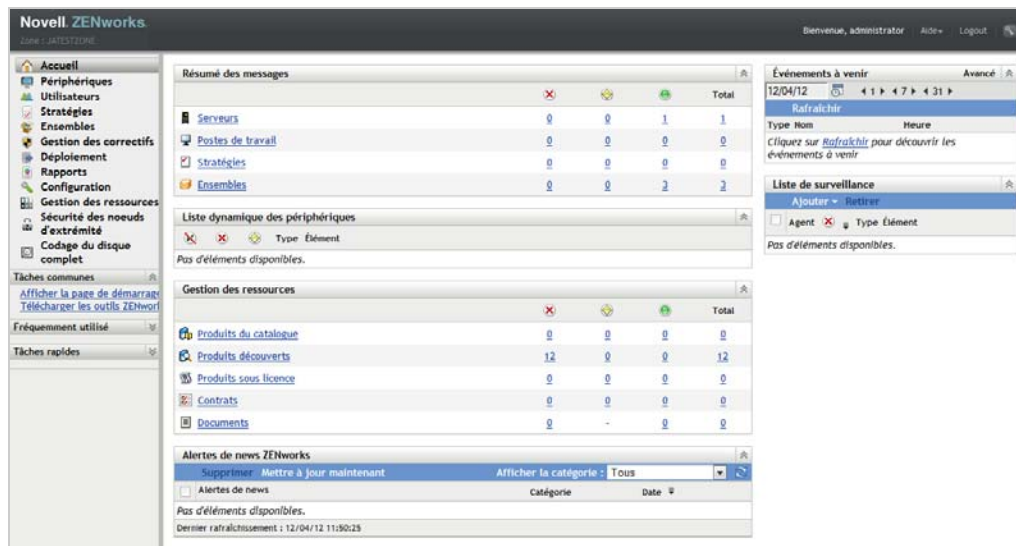 Novell. ZENworks.
Zone : JATESTZONE
Bienvenue, administrator Aide Logout
Accueil
Périphériques
Utilisateurs
Stratégies
Ensembles
Gestion des correctifs
Déploiement
Rapports
Configuration
Gestion des ressources
Sécurité des noeuds
d'extrémité
Codage du disque
complet
Tâches communes
Afficher la page de démarrage
Télécharger les outils ZENwor
Fréquemment utilisé
Tâches rapides
Résumé des messages
Total
Serveurs 0 0 1 1
Postes de travail 0 0 0 0
Stratégies 0 0 0 0
Ensembles 0 0 3 3
Liste dynamique des périphériques
Type Élément
Pas d'éléments disponibles.
Gestion des ressources
Total
Produits du catalogue 0 0 0 0
Produits découverts 12 0 0 12
Produits sous licence 0 0 0 0
Contrats 0 0 0 0
Documents 0 - 0 0
Alertes de news ZENworks
Supprimer Mettre à jour maintenant Afficher la catégorie : Tous
Alertes de news Catégorie Date
Pas d'éléments disponibles.
Dernier rafraîchissement : 12/04/12 11:50:25
Événements à venir Avancé
12/04/12 1 7 31
Rafraîchir
Type Nom Heure
Cliquez sur Rafraîchir pour découvrir les
événements à venir
Liste de surveillance
Ajouter Retirer
Agent Type Élément
Pas d'éléments disponibles.